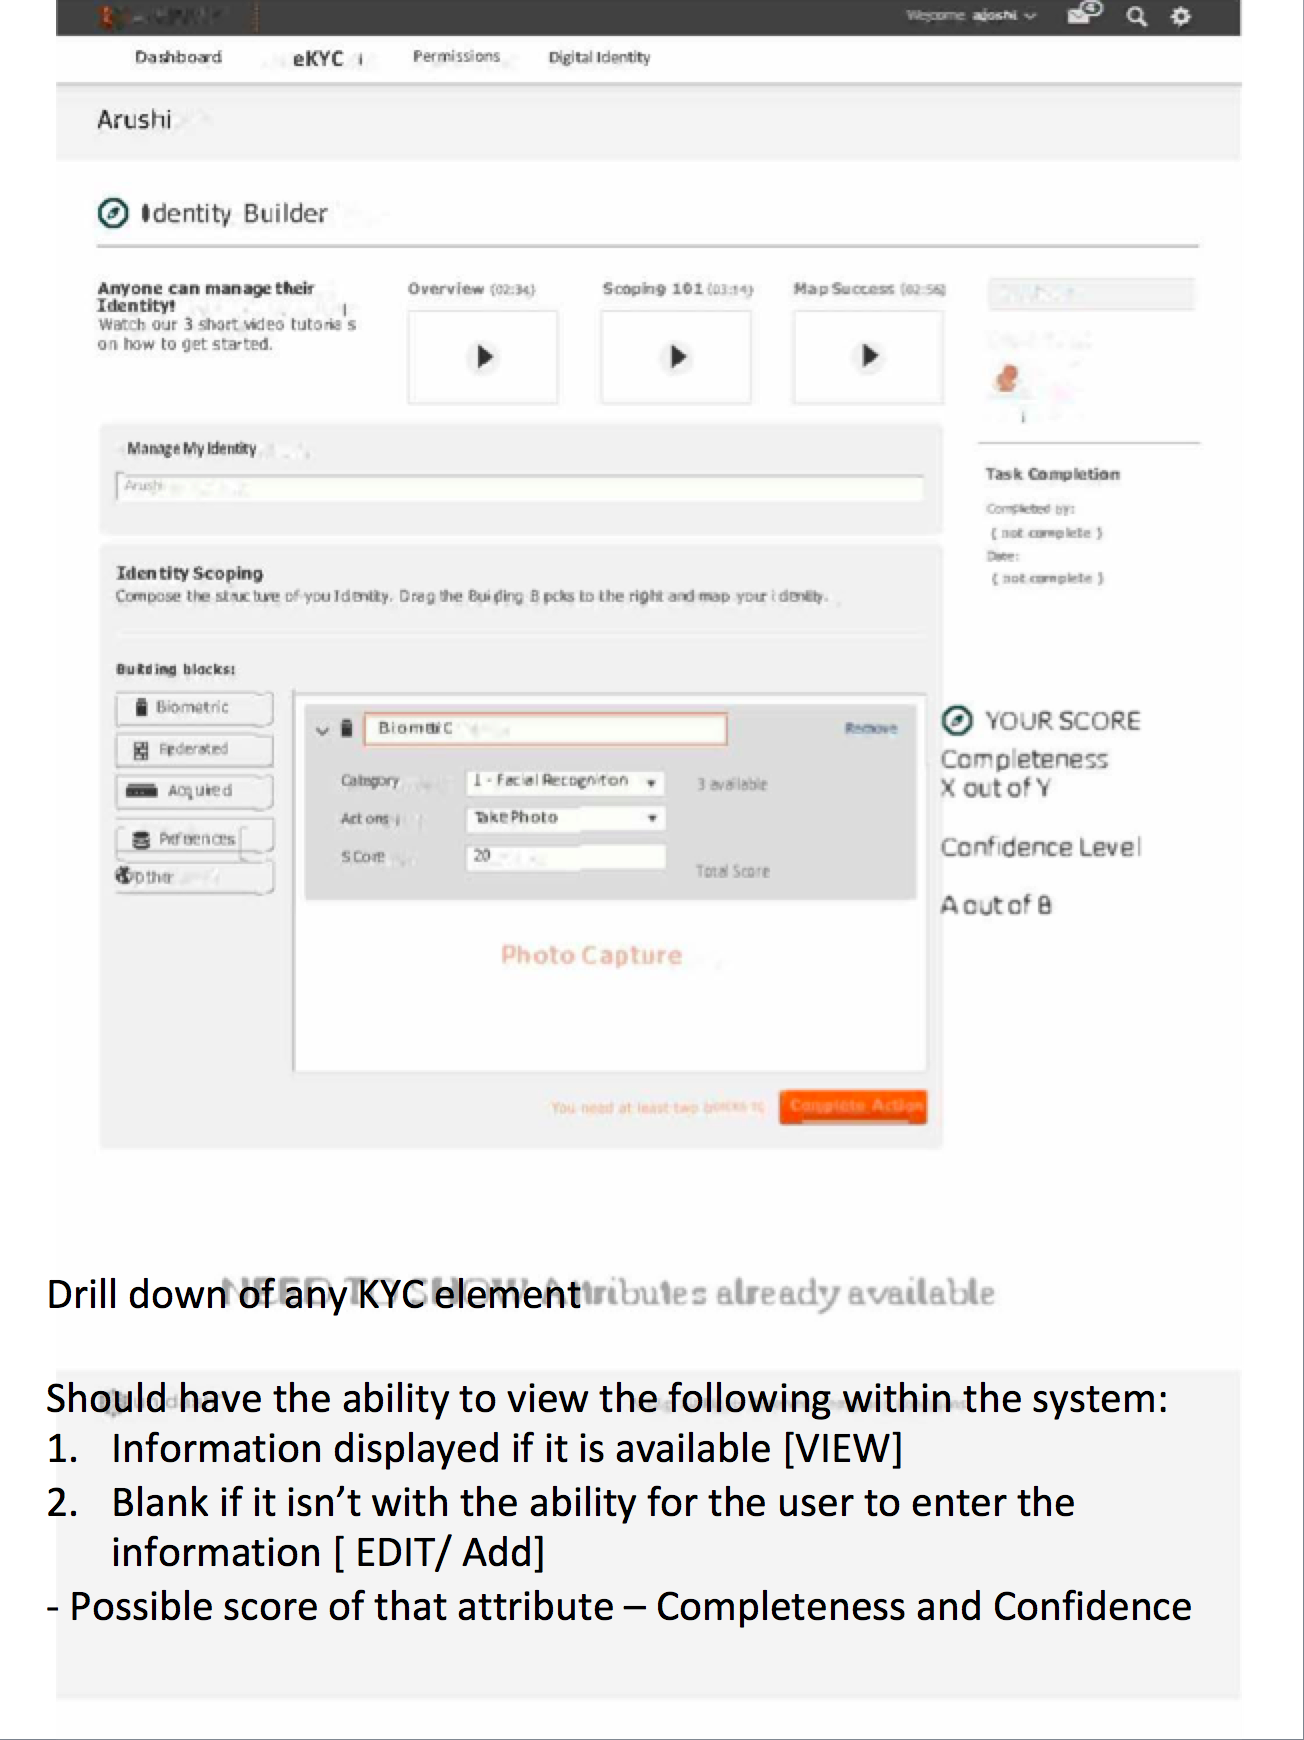 Welcome ajoshi
4
Dashboard eKYC Permissions Digital Identity
Arushi
Identity Builder
Anyone can manage their
Identity!
Watch our 3 short video tutoria s
on how to get started.
Overview (02:34) Scoping 101 (03:14) Map Success (02:56)
Manage My Identity
Arushi
Task Completion
Completed by:
( not complete )
Date:
( not complete )
Identity Scoping
Compose the structure of you Identity. Drag the Building B ocks to the right and map your identity.
Building blocks:
Biometric
Federated
Acquired
Preferences
Other
Biometric Remove
Category 1 - Facial Recognition 3 available
Actions Take Photo
SCore 20 Total Score
Photo Capture
You need at least two blocks to Complete Action
YOUR SCORE
Completeness
X out of Y
Confidence Level
A out of B
NEED TO SHOW Attributes already available
Drill down of any KYC element
Should have the ability to view the following within the system:
1. Information displayed if it is available [VIEW]
2. Blank if it isn’t with the ability for the user to enter the
information [ EDIT/ Add]
- Possible score of that attribute – Completeness and Confidence